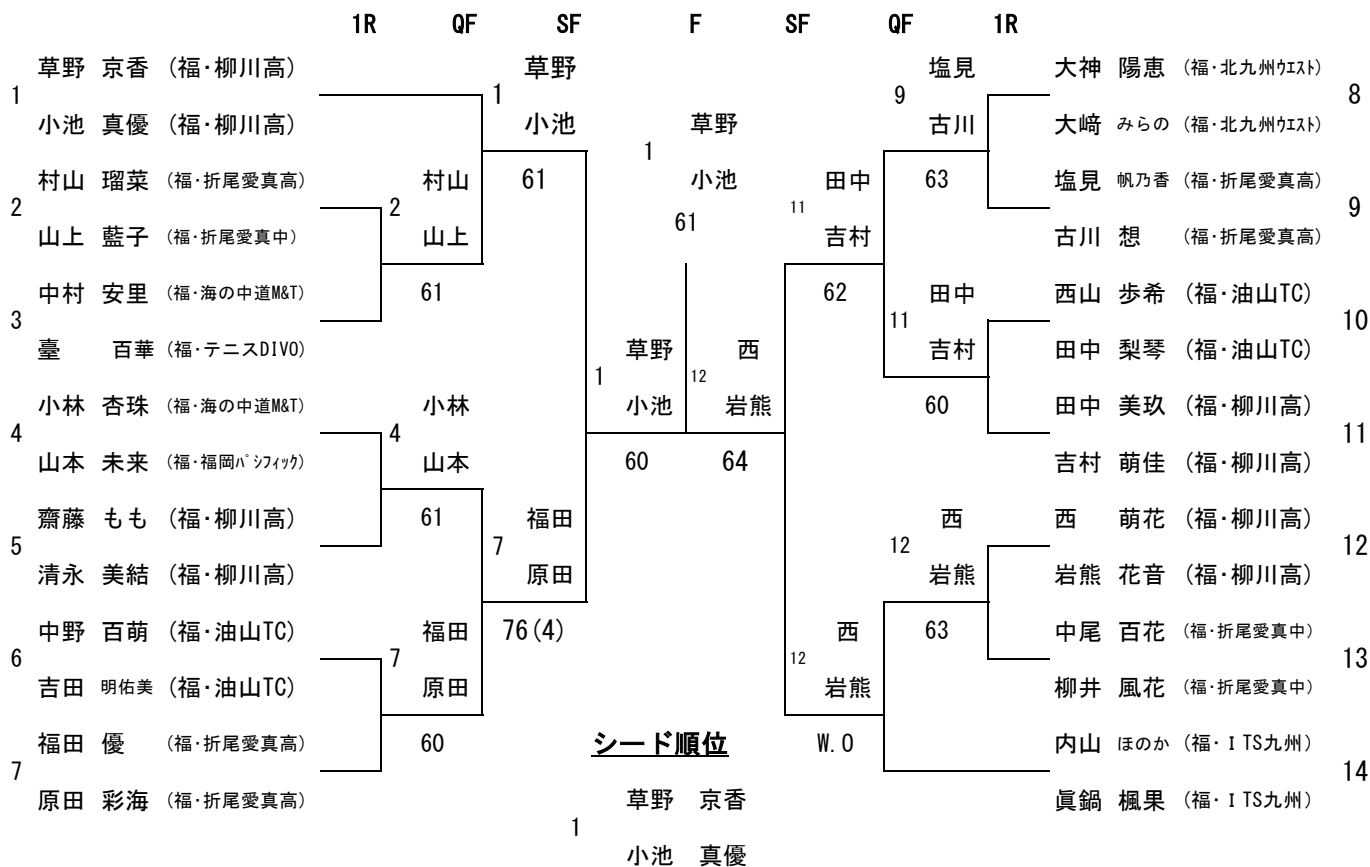 1R QF SF F SF QF 1R
草野 京香 (福・柳川高) 草野 塩見 大神 陽恵 (福・北九州ウエスト)
1 1 9 8
小池 真優 (福・柳川高) 小池 草野 古川 大﨑 みらの (福・北九州ウエスト)
1
村山 瑠菜 (福・折尾愛真高) 村山 61 小池 田中 63 塩見 帆乃香 (福・折尾愛真高)
2 2 11 9
山上 藍子 (福・折尾愛真中) 山上 61 吉村 古川 想 (福・折尾愛真高)
中村 安里 (福・海の中道M&T) 61 62 田中 西山 歩希 (福・油山TC)
3 11 10
臺 百華 (福・テニスDIVO) 草野 西 吉村 田中 梨琴 (福・油山TC)
1 12
小林 杏珠 (福・海の中道M&T) 小林 小池 岩熊 60 田中 美玖 (福・柳川高)
4 4 11
山本 未来 (福・福岡パシフィック) 山本 60 64 吉村 萌佳 (福・柳川高)
齋藤 もも (福・柳川高) 61 福田 西 西 萌花 (福・柳川高)
5 7 12 12
清永 美結 (福・柳川高) 原田 岩熊 岩熊 花音 (福・柳川高)
中野 百萌 (福・油山TC) 福田 76(4) 西 63 中尾 百花 (福・折尾愛真中)
6 7 12 13
吉田 明佑美 (福・油山TC) 原田 岩熊 柳井 風花 (福・折尾愛真中)
福田 優 (福・折尾愛真高) 60 シード順位 W.O 内山 ほのか (福・ITS九州)
7 14
原田 彩海 (福・折尾愛真高) 草野 京香 眞鍋 楓果 (福・ITS九州)
1
小池 真優